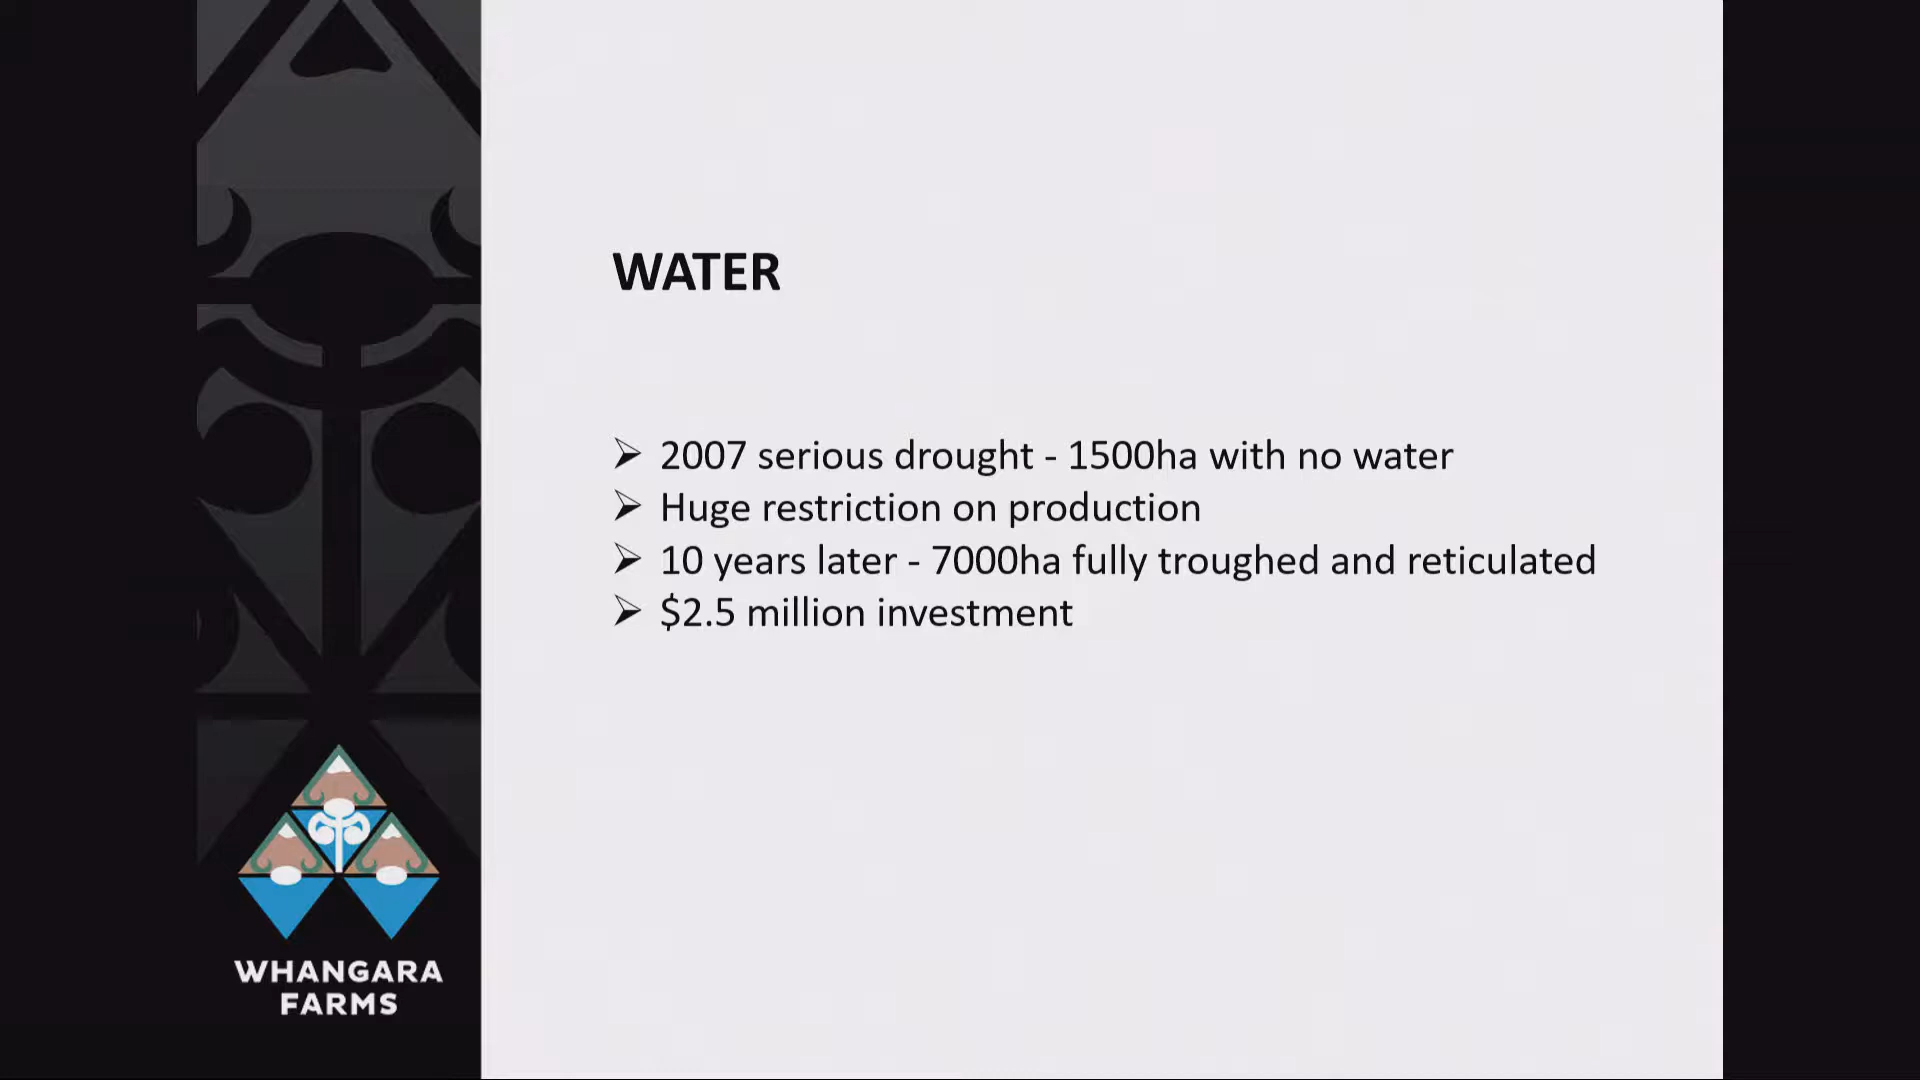 WATER
➢ 2007 serious drought - 1500ha with no water
➢ Huge restriction on production
➢ 10 years later - 7000ha fully troughed and reticulated
➢ $2.5 million investment
WHANGARA
FARMS